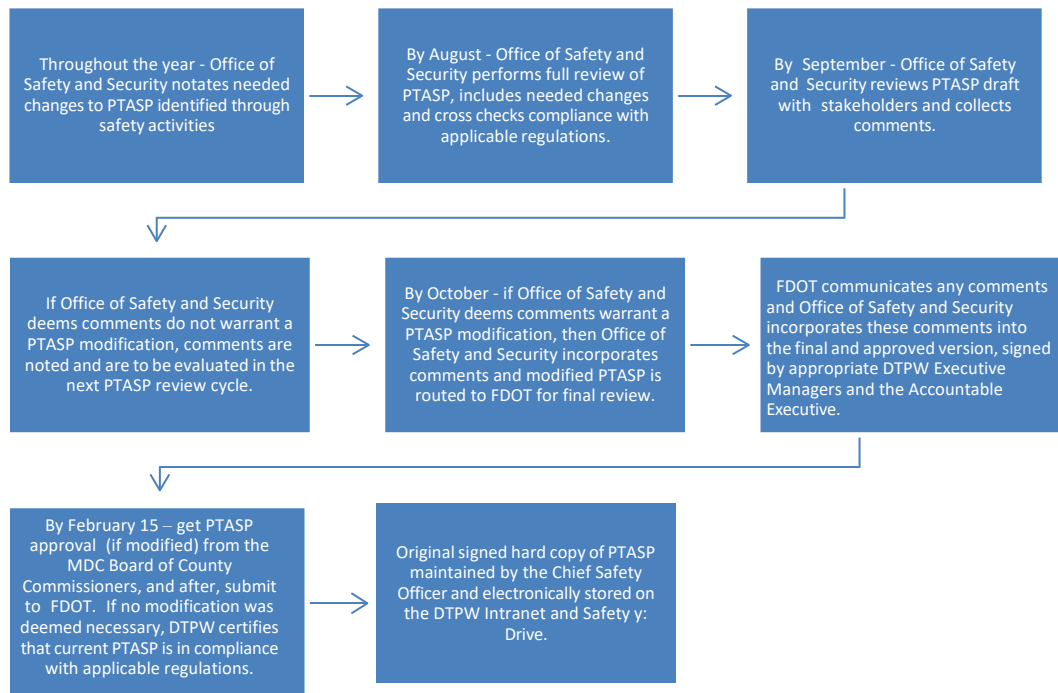 Throughout the year - Office of
Safety and Security notates needed
changes to PTASP identified through
safety activities
By August - Office of Safety and
Security performs full review of
PTASP, includes needed changes
and cross checks compliance with
applicable regulations.
By September - Office of Safety
and Security reviews PTASP draft
with stakeholders and collects
comments.
If Office of Safety and Security
deems comments do not warrant a
PTASP modification, comments are
noted and are to be evaluated in the
next PTASP review cycle.
By October - if Office of Safety and
Security deems comments warrant a
PTASP modification, then Office of
Safety and Security incorporates
comments and modified PTASP is
routed to FDOT for final review.
FDOT communicates any comments
and Office of Safety and Security
incorporates these comments into
the final and approved version, signed
by appropriate DTPW Executive
Managers and the Accountable
Executive.
By February 15 – get PTASP
approval (if modified) from the
MDC Board of County
Commissioners, and after, submit
to FDOT. If no modification was
deemed necessary, DTPW certifies
that current PTASP is in compliance
with applicable regulations.
Original signed hard copy of PTASP
maintained by the Chief Safety
Officer and electronically stored on
the DTPW Intranet and Safety y:
Drive.